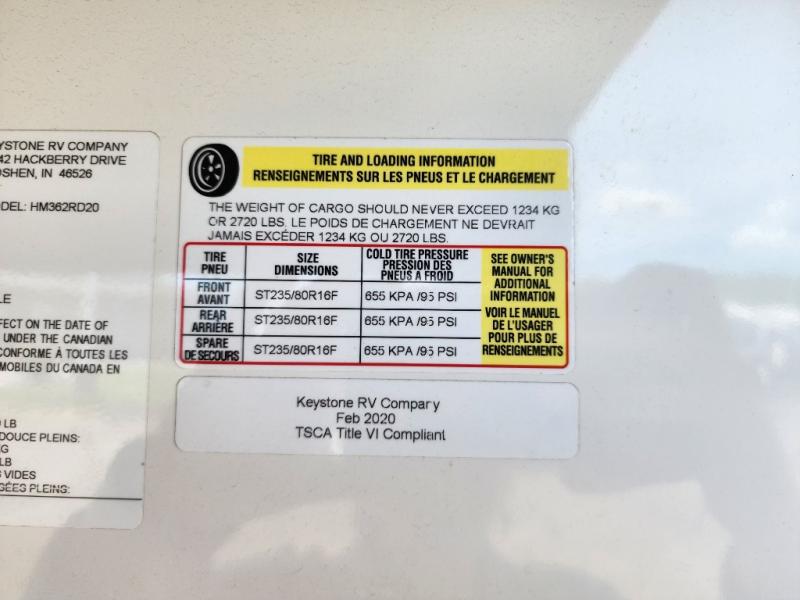 YSTONE RV COMPANY
42 HACKBERRY DRIVE
OSHEN, IN 46526
DEL: HM362RD20
LE
FECT ON THE DATE OF
UNDER THE CANADIAN
CONFORME À TOUTES LES
MOBILES DU CANADA EN
LB
DOUCE PLEINS:
G
LB
VIDES
GÉES PLEINS:
TIRE AND LOADING INFORMATION
RENSEIGNEMENTS SUR LES PNEUS ET LE CHARGEMENT
THE WEIGHT OF CARGO SHOULD NEVER EXCEED 1234 KG
OR 2720 LBS. LE POIDS DE CHARGEMENT NE DEVRAIT
JAMAIS EXCÉDER 1234 KG OU 2720 LBS.
TIRE
PNEU
SIZE
DIMENSIONS
COLD TIRE PRESSURE
PRESSION DES
PNEUS A FROID
FRONT
AVANT
ST235/80R16F
655 KPA /95 PSI
REAR
ARRIÈRE
ST235/80R16F
655 KPA /95 PSI
SPARE
DE SECOURS
ST235/80R16F
655 KPA /95 PSI
SEE OWNER'S
MANUAL FOR
ADDITIONAL
INFORMATION
VOIR LE MANUEL
DE L'USAGER
POUR PLUS DE
RENSEIGNEMENTS
Keystone RV Company
Feb 2020
TSCA Title VI Compliant